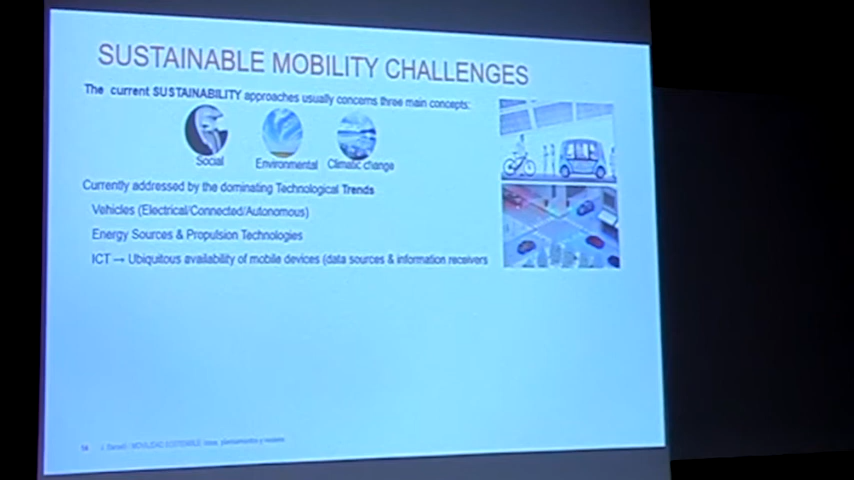 SUSTAINABLE MOBILITY CHALLENGES
The current SUSTAINABILITY approaches usually concerns three main concepts:
Social Environmental Climatic change
Currently addressed by the dominating Technological Trends
Vehicles (Electrical/Connected/Autonomous)
Energy Sources & Propulsion Technologies
ICT → Ubiquitous availability of mobile devices (data sources & information receivers
MOVILIDAD SOSTENIBLE: